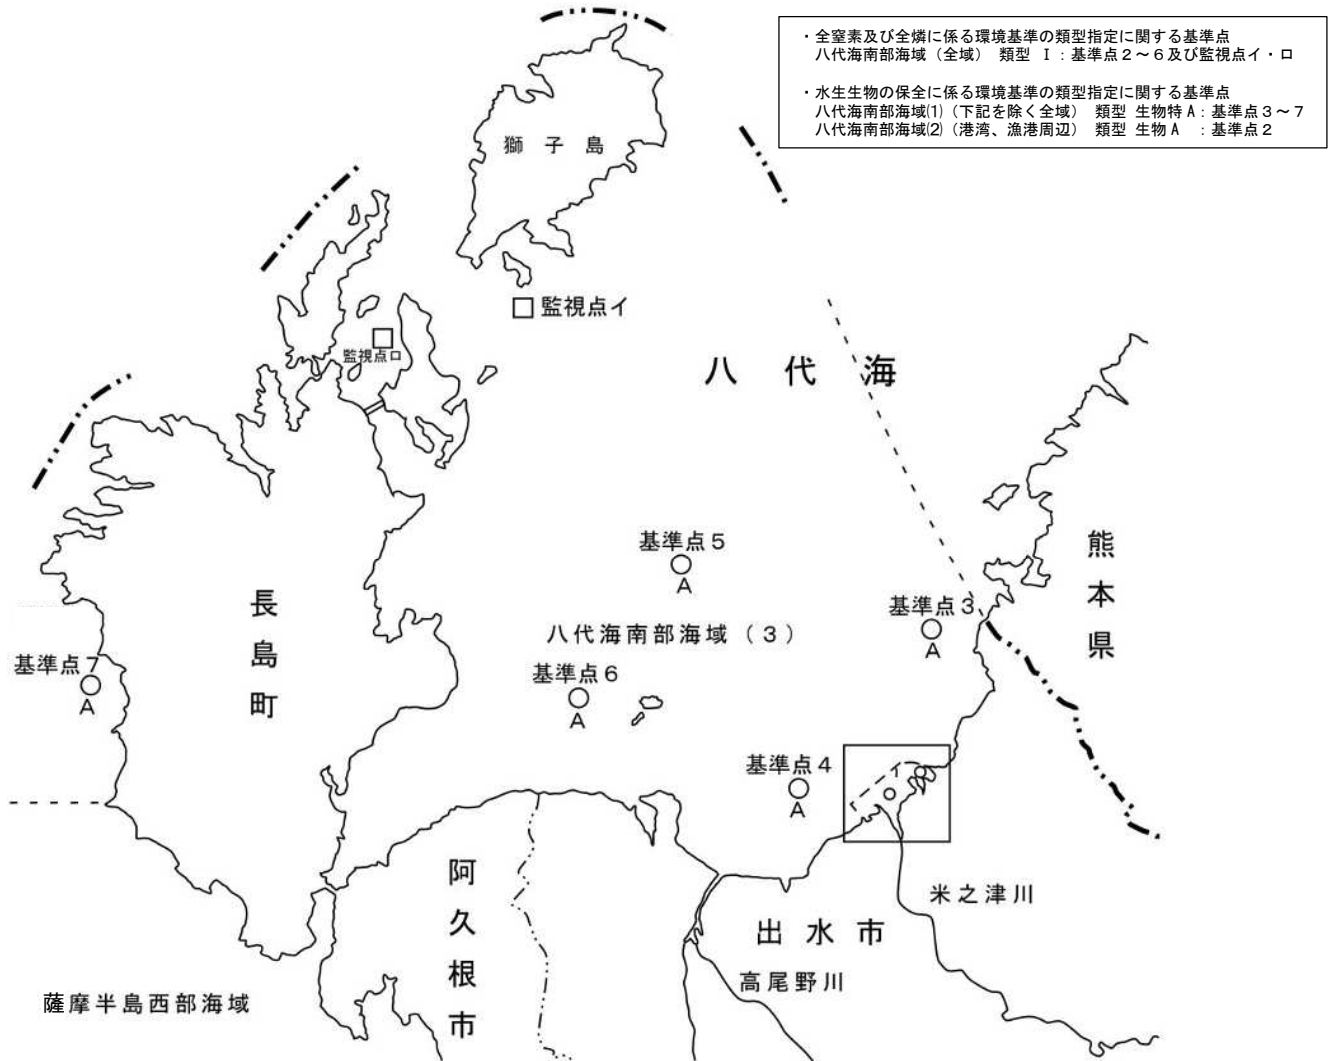 ・全窒素及び全燐に係る環境基準の類型指定に関する基準点
八代海南部海域（全域） 類型 Ⅰ：基準点２～６及び監視点イ・ロ
・水生生物の保全に係る環境基準の類型指定に関する基準点
八代海南部海域⑴（下記を除く全域） 類型 生物特Ａ：基準点３～７
八代海南部海域⑵（港湾、漁港周辺） 類型 生物Ａ ：基準点２
獅子島
監視点イ
監視点ロ
八代海
基準点５
A
熊本県
長島町
基準点３
A
八代海南部海域（３）
基準点７
A
基準点６
A
基準点４
A
阿久根市
米之津川
出水市
高尾野川
薩摩半島西部海域